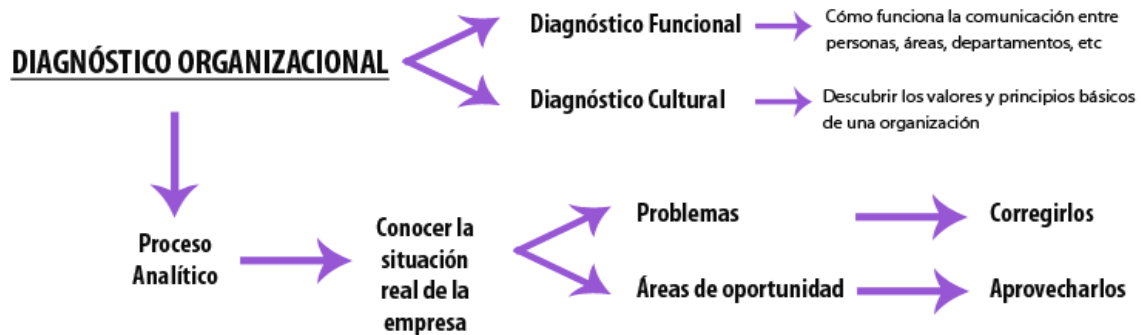 DIAGNÓSTICO ORGANIZACIONAL
Diagnóstico Funcional
Cómo funciona la comunicación entre
personas, áreas, departamentos, etc
Diagnóstico Cultural
Descubrir los valores y principios básicos
de una organización
Proceso
Analítico
Conocer la
situación
real de la
empresa
Problemas
Corregirlos
Áreas de oportunidad
Aprovecharlos